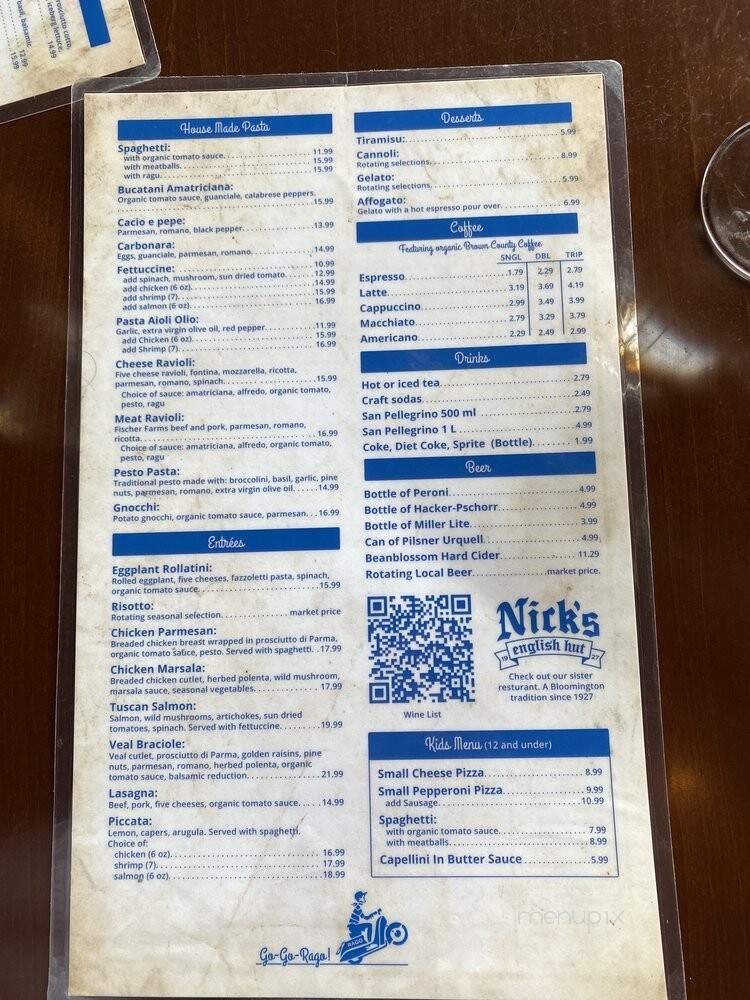 prosciutto cotto,
iceberg lettuce,
14.99
basil, balsamic
12.99
15.99
House Made Pasta
Spaghetti:
with organic tomato sauce. 11.99
with meatballs. 15.99
with ragu. 15.99
Bucatani Amatriciana:
Organic tomato sauce, guanciale, calabrese peppers.
15.99
Cacio e pepe:
Parmesan, romano, black pepper. 13.99
Carbonara:
Eggs, guanciale, parmesan, romano. 14.99
Fettuccine: 10.99
add spinach, mushroom, sun dried tomato. 12.99
add chicken (6 oz) 14.99
add shrimp (7). 15.99
add salmon (6 oz) 16.99
Pasta Aioli Olio:
Garlic, extra virgin olive oil, red pepper. 11.99
add Chicken (6 oz) 15.99
add Shrimp (7). 16.99
Cheese Ravioli:
Five cheese ravioli, fontina, mozzarella, ricotta,
parmesan, romano, spinach. 15.99
Choice of sauce: amatriciana, alfredo, organic tomato,
pesto, ragu
Meat Ravioli:
Fischer Farms beef and pork, parmesan, romano,
ricotta. 16.99
Choice of sauce: amatriciana, alfredo, organic tomato,
pesto, ragu
Pesto Pasta:
Traditional pesto made with: broccolini, basil, garlic, pine
nuts, parmesan, romano, extra virgin olive oil. 14.99
Gnocchi:
Potato gnocchi, organic tomato sauce, parmesan. 16.99
Entrées
Eggplant Rollatini:
Rolled eggplant, five cheeses, fazzoletti pasta, spinach,
organic tomato sauce. 15.99
Risotto:
Rotating seasonal selection. market price
Chicken Parmesan:
Breaded chicken breast wrapped in prosciutto di Parma,
organic tomato sauce, pesto. Served with spaghetti. 17.99
Chicken Marsala:
Breaded chicken cutlet, herbed polenta, wild mushroom,
marsala sauce, seasonal vegetables. 17.99
Tuscan Salmon:
Salmon, wild mushrooms, artichokes, sun dried
tomatoes, spinach. Served with fettuccine. 19.99
Veal Braciole:
Veal cutlet, prosciutto di Parma, golden raisins, pine
nuts, parmesan, romano, herbed polenta, organic
tomato sauce, balsamic reduction. 21.99
Lasagna:
Beef, pork, five cheeses, organic tomato sauce. 14.99
Piccata:
Lemon, capers, arugula. Served with spaghetti.
Choice of:
chicken (6 oz). 16.99
shrimp (7). 17.99
salmon (6 oz) 18.99
Desserts
Tiramisu: 5.99
Cannoli:
Rotating selections. 8.99
Gelato:
Rotating selections. 5.99
Affogato:
Gelato with a hot espresso pour over. 6.99
Coffee
Featuring organic Brown County Coffee
SNGL DBL TRIP
Espresso 1.79 2.29 2.79
Latte 3.19 3.69 4.19
Cappuccino 2.99 3.49 3.99
Macchiato 2.79 3.29 3.79
Americano 2.29 2.49 2.99
Drinks
Hot or iced tea 2.79
Craft sodas 2.49
San Pellegrino 500 ml 2.79
San Pellegrino 1 L 4.99
Coke, Diet Coke, Sprite (Bottle) 1.99
Beer
Bottle of Peroni 4.99
Bottle of Hacker-Pschorr 4.99
Bottle of Miller Lite 3.99
Can of Pilsner Urquell 4.99
Beanblossom Hard Cider 11.29
Rotating Local Beer market price.
Wine List
Nick's
english hut
19 27
Check out our sister
resturant. A Bloomington
tradition since 1927
Kids Menu (12 and under)
Small Cheese Pizza 8.99
Small Pepperoni Pizza 9.99
add Sausage 10.99
Spaghetti:
with organic tomato sauce 7.99
with meatballs 8.99
Capellini In Butter Sauce 5.99
RAGO
Go-Go-Rago!
menupix